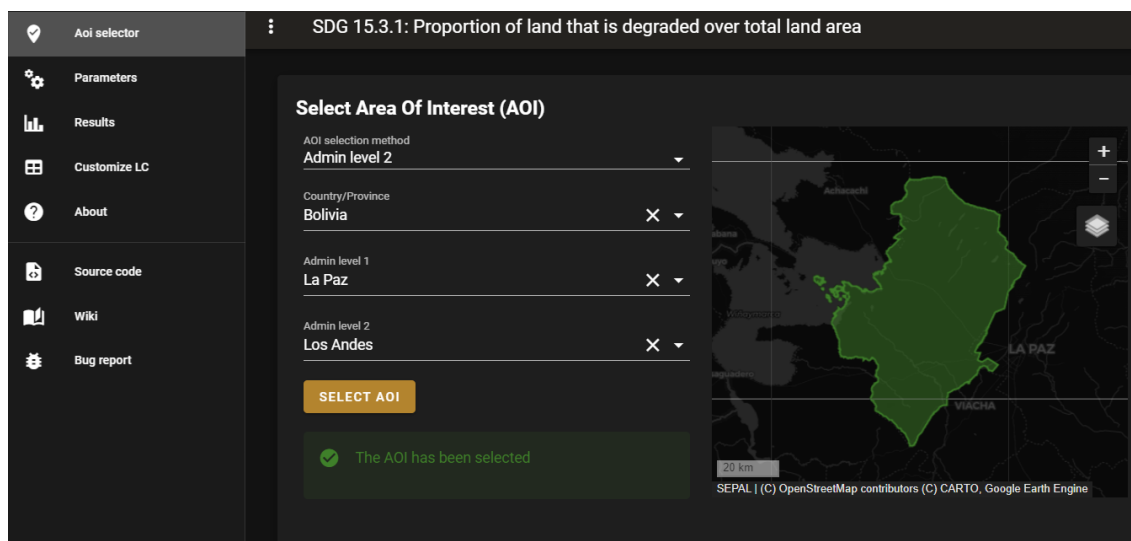 SDG 15.3.1: Proportion of land that is degraded over total land area
Aoi selector
Parameters
Results
Customize LC
About
Source code
Wiki
Bug report
Select Area Of Interest (AOI)
AOI selection method
Admin level 2
Country/Province
Bolivia
Admin level 1
La Paz
Admin level 2
Los Andes
SELECT AOI
The AOI has been selected
+
−
Achacachi
LA PAZ
VIACHA
20 km
SEPAL | (C) OpenStreetMap contributors (C) CARTO, Google Earth Engine